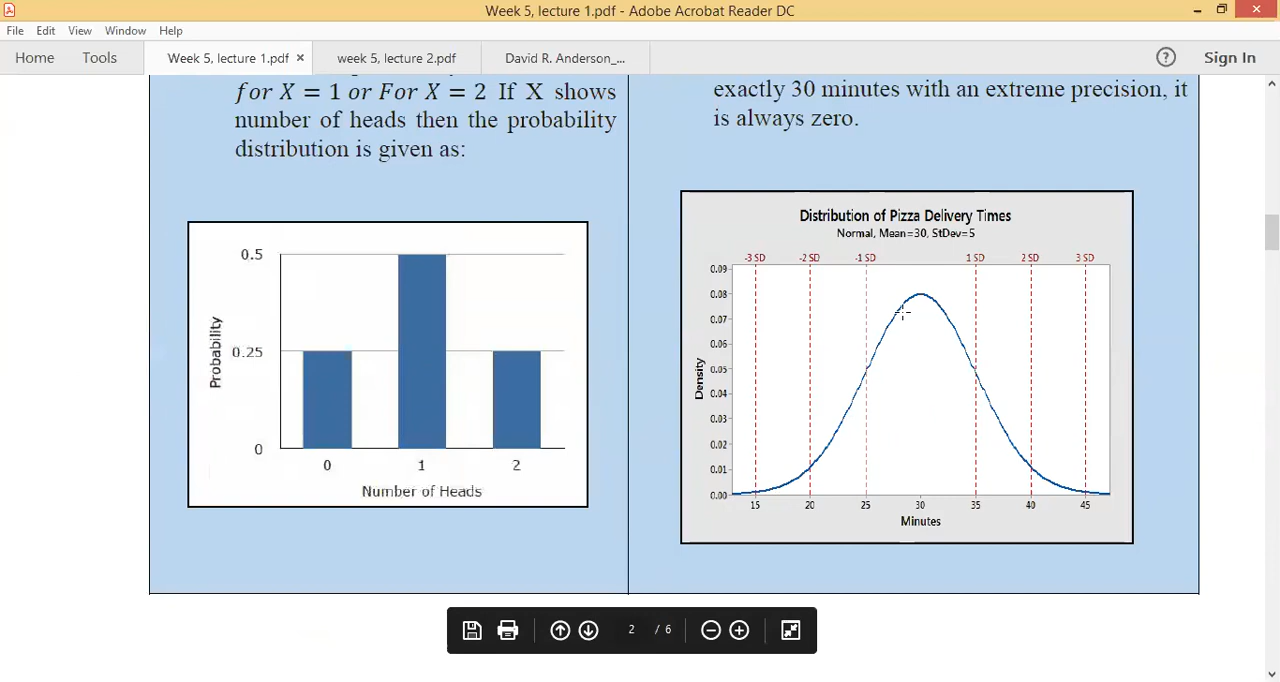 Week 5, lecture 1.pdf - Adobe Acrobat Reader DC
File Edit View Window Help
Home Tools Week 5, lecture 1.pdf × week 5, lecture 2.pdf David R. Anderson_... ? Sign In
for X = 1 or For X = 2 If X shows
number of heads then the probability
distribution is given as:
exactly 30 minutes with an extreme precision, it
is always zero.
0.5
0.25
0
Probability
0 1 2
Number of Heads
Distribution of Pizza Delivery Times
Normal, Mean=30, StDev=5
-3 SD -2 SD -1 SD 1 SD 2 SD 3 SD
0.09
0.08
0.07
0.06
0.05
0.04
0.03
0.02
0.01
0.00
Density
15 20 25 30 35 40 45
Minutes
2 / 6